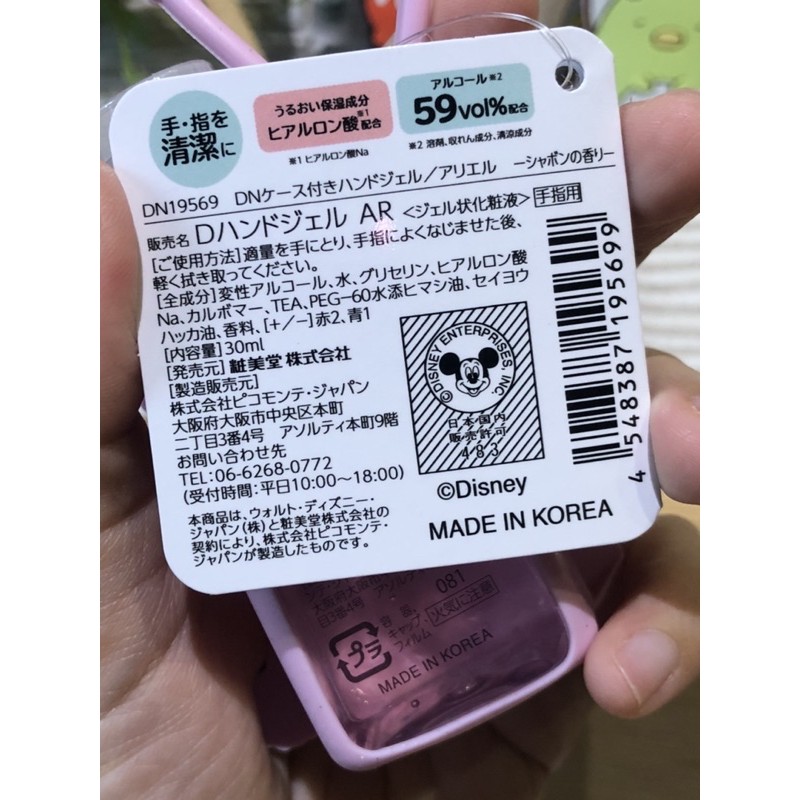 手・指を
清潔に
うるおい保湿成分
ヒアルロン酸※1配合
※1 ヒアルロン酸Na
アルコール※2
59vol%配合
※2 溶剤、収れん成分、清涼成分
DN19569 DNケース付きハンドジェル/アリエル −シャボンの香り−
販売名 Dハンドジェル AR <ジェル状化粧液> 手指用
[ご使用方法]適量を手にとり、手指によくなじませた後、
軽く拭き取ってください。
[全成分]変性アルコール、水、グリセリン、ヒアルロン酸
Na、カルボマー、TEA、PEG−60水添ヒマシ油、セイヨウ
ハッカ油、香料、[+/−]赤2、青1
[内容量]30ml
[発売元] 粧美堂 株式会社
[製造販売元]
株式会社ピコモンテ・ジャパン
大阪府大阪市中央区本町
二丁目3番4号 アソルティ本町9階
お問い合わせ先
TEL:06-6268-0772
(受付時間:平日10:00〜18:00)
本商品は、ウォルト・ディズニー・
ジャパン(株)と粧美堂株式会社の
契約により、株式会社ピコモンテ・
ジャパンが製造したものです。
©DISNEY ENTERPRISES INC.
日本国内
販売許可
483
©Disney
MADE IN KOREA
4 548387 195699
大阪府大阪市
目3番4号 アソルティ
081
プラ
容器、
キャップ・
フィルム
火気に注意
MADE IN KOREA